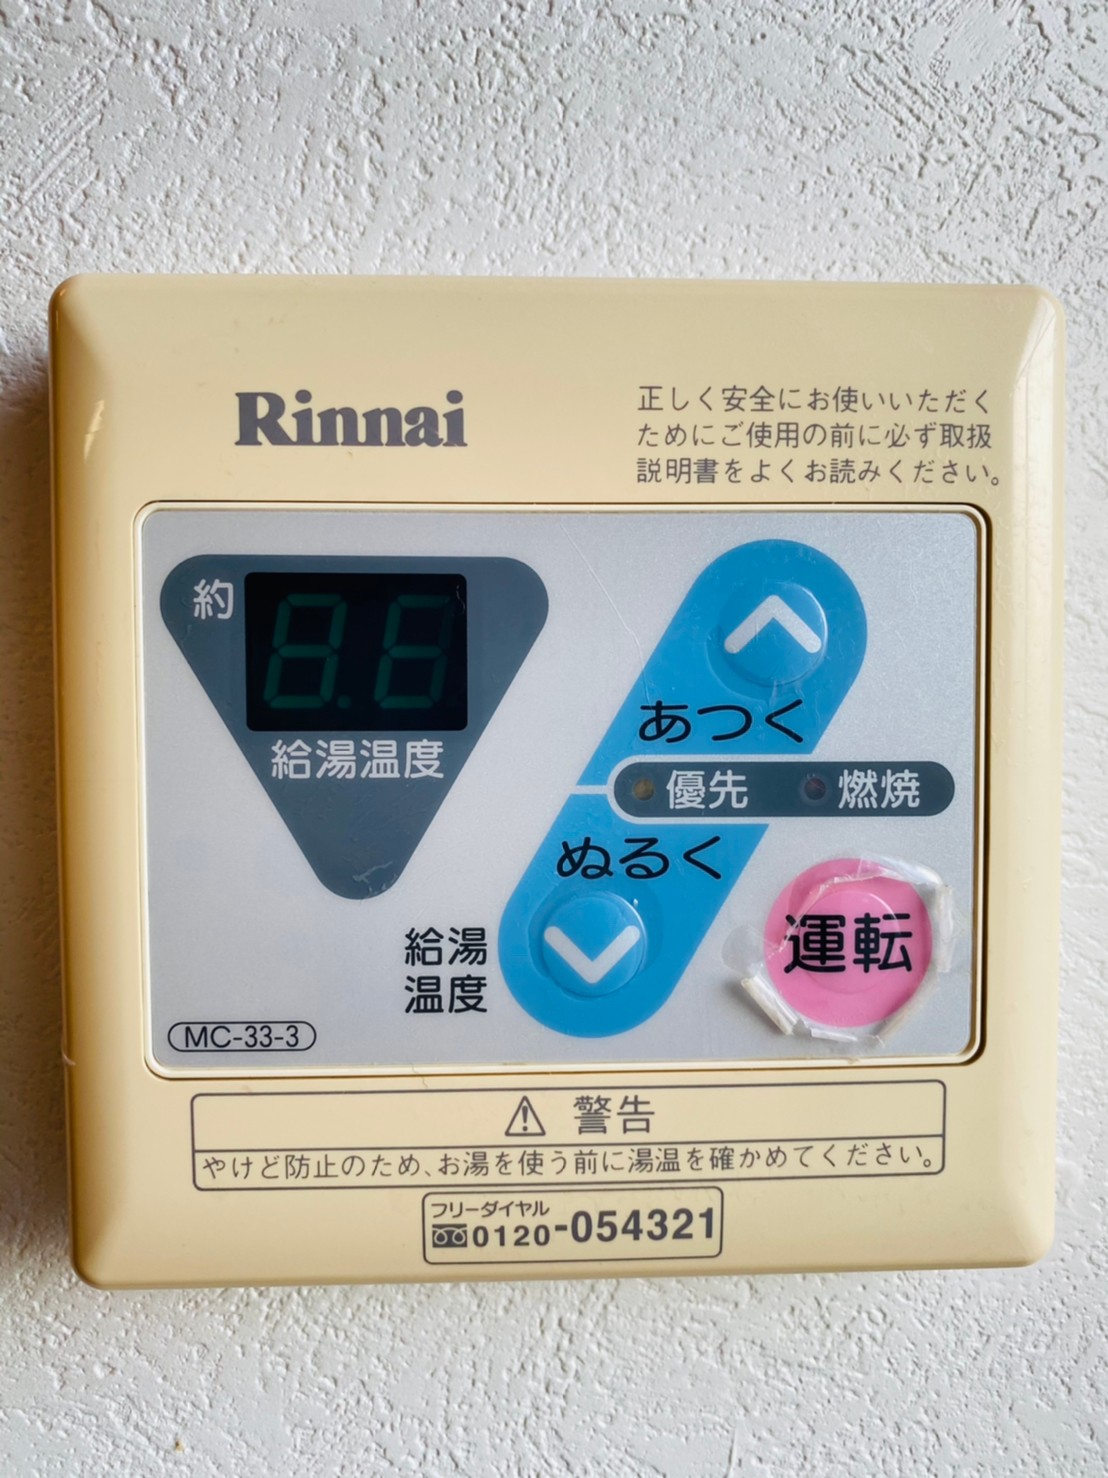 Rinnai
正しく安全にお使いいただく
ためにご使用の前に必ず取扱
説明書をよくお読みください。
約
給湯温度
あつく
優先 燃焼
ぬるく
運転
給湯
温度
MC-33-3
⚠ 警告
やけど防止のため、お湯を使う前に湯温を確かめてください。
フリーダイヤル
0120-054321